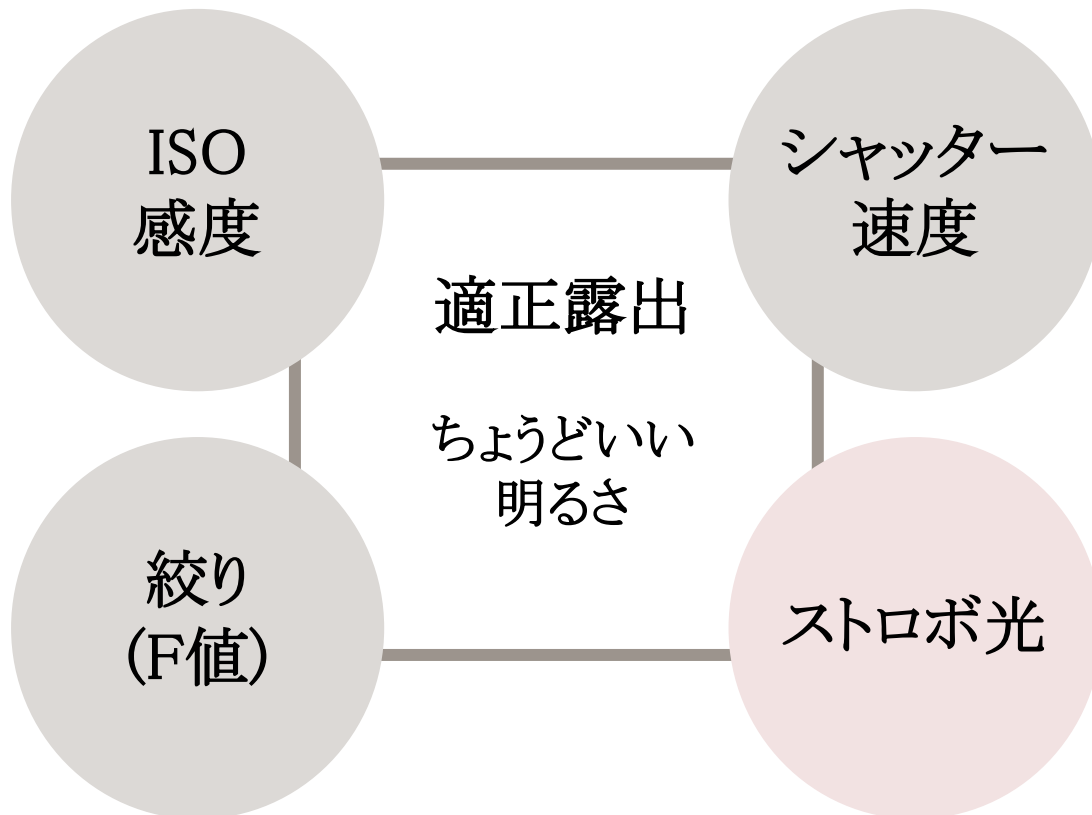 ISO
感度
シャッター
速度
適正露出
ちょうどいい
明るさ
絞り
(F値)
ストロボ光